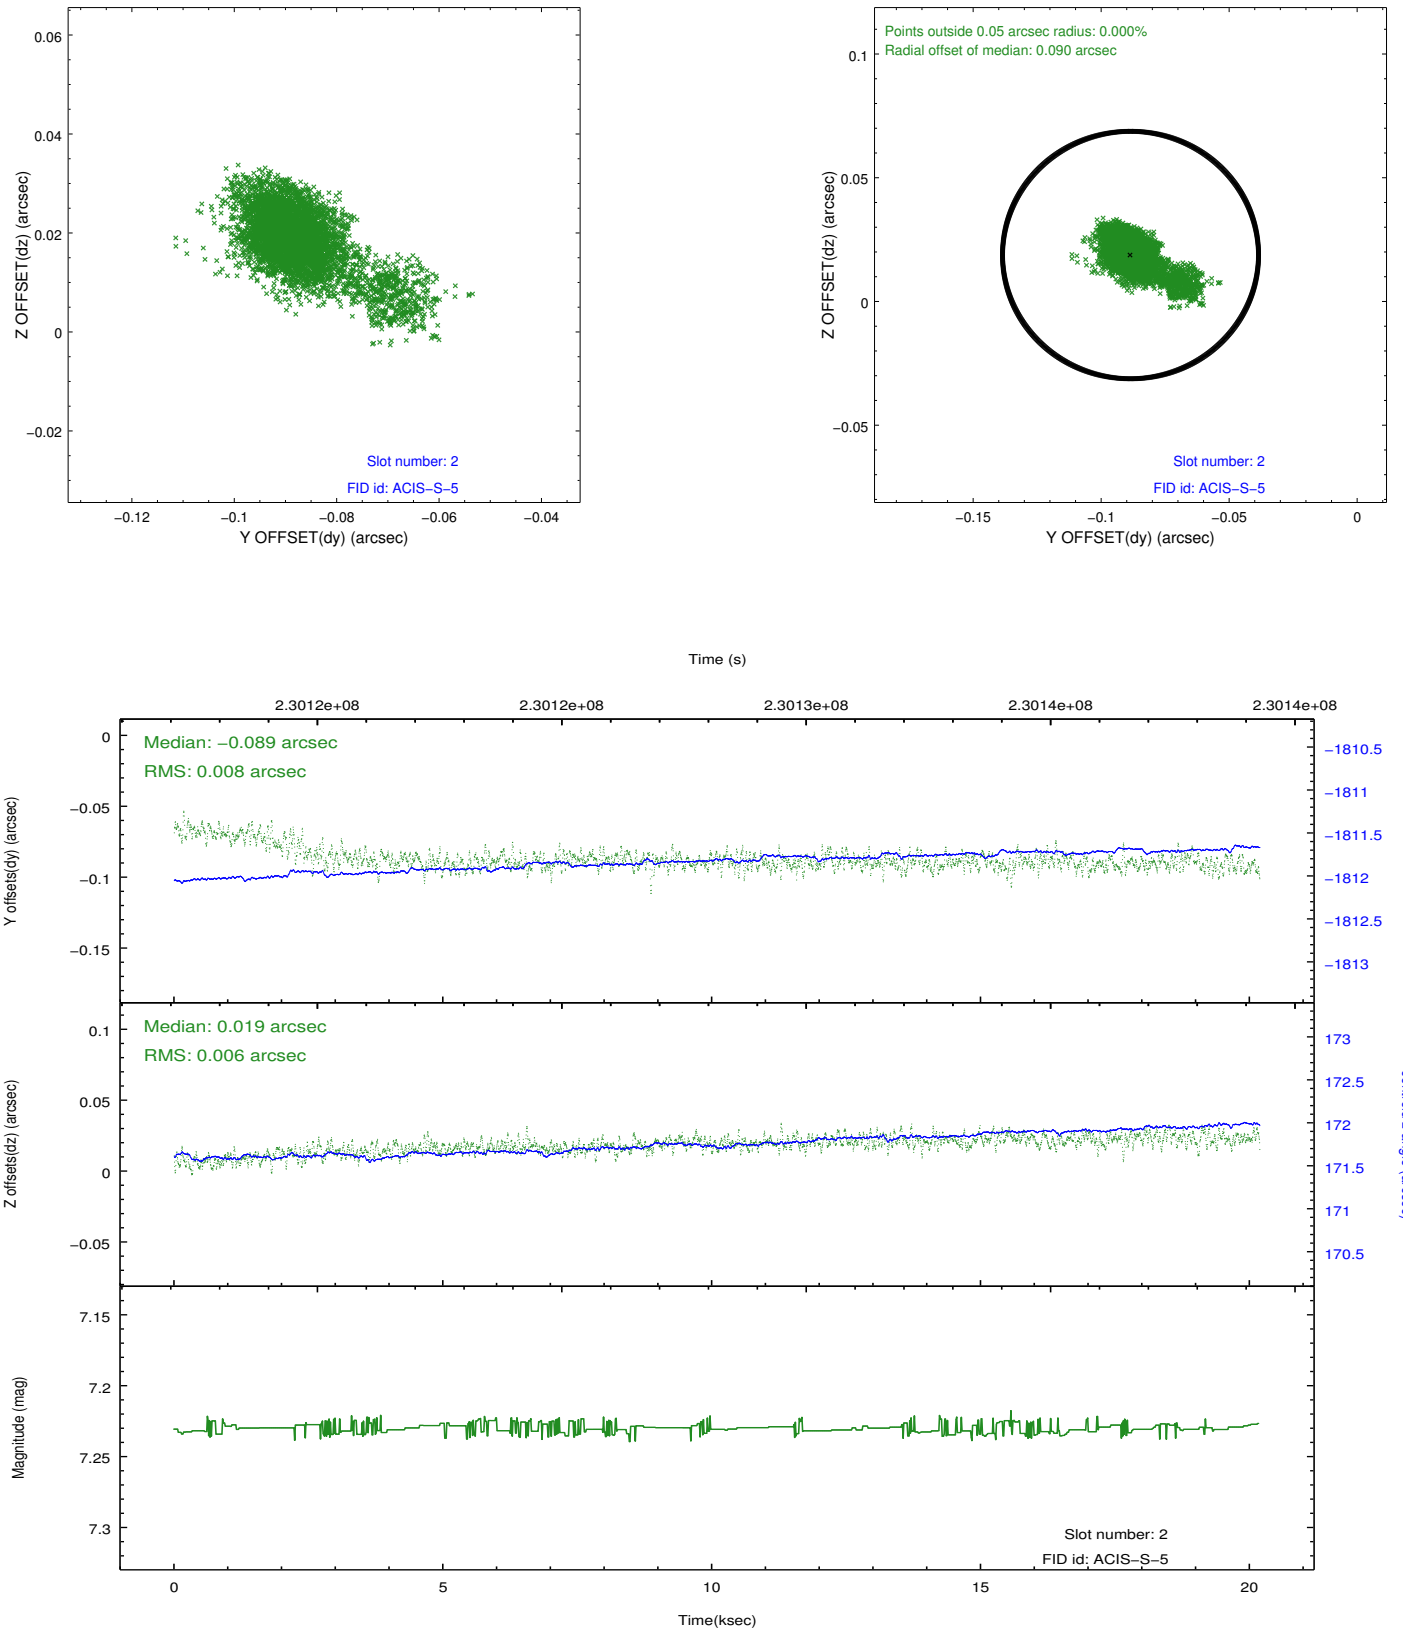 0.06
0.04
0.02
0
−0.02
Z OFFSET(dz) (arcsec)
Slot number: 2
FID id: ACIS−S−5
−0.12
−0.1
−0.08
−0.06
−0.04
Y OFFSET(dy) (arcsec)
Points outside 0.05 arcsec radius: 0.000%
Radial offset of median: 0.090 arcsec
0.1
0.05
0
−0.05
Z OFFSET(dz) (arcsec)
Slot number: 2
FID id: ACIS−S−5
−0.15
−0.1
−0.05
0
Y OFFSET(dy) (arcsec)
Time (s)
2.3012e+08
2.3012e+08
2.3013e+08
2.3014e+08
2.3014e+08
Median: −0.089 arcsec
RMS: 0.008 arcsec
0
−0.05
−0.1
−0.15
Y offsets(dy) (arcsec)
−1810.5
−1811
−1811.5
−1812
−1812.5
−1813
Median: 0.019 arcsec
RMS: 0.006 arcsec
0.1
0.05
0
−0.05
Z offsets(dz) (arcsec)
173
172.5
172
171.5
171
170.5
7.15
7.2
7.25
7.3
Magnitude (mag)
Slot number: 2
FID id: ACIS−S−5
0
5
10
15
20
Time(ksec)